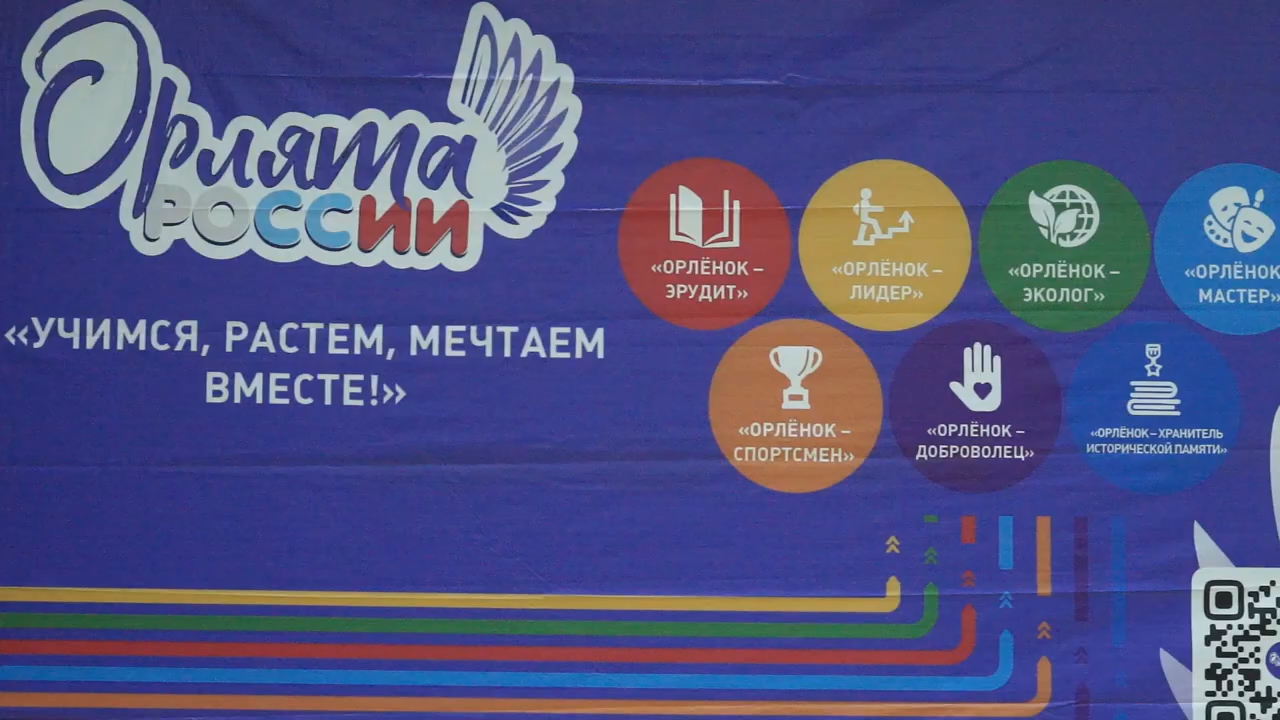 Орлята
РОССИИ
«УЧИМСЯ, РАСТЕМ, МЕЧТАЕМ
ВМЕСТЕ!»
«ОРЛЁНОК –
ЭРУДИТ»
«ОРЛЁНОК –
ЛИДЕР»
«ОРЛЁНОК –
ЭКОЛОГ»
«ОРЛЁНОК
МАСТЕР»
«ОРЛЁНОК –
СПОРТСМЕН»
«ОРЛЁНОК –
ДОБРОВОЛЕЦ»
«ОРЛЁНОК – ХРАНИТЕЛЬ
ИСТОРИЧЕСКОЙ ПАМЯТИ»